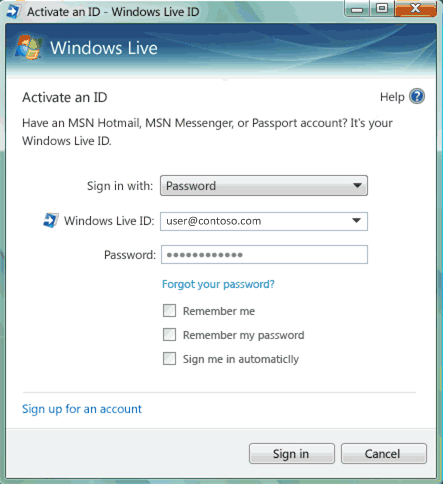 Activate an ID - Windows Live ID
Windows Live
Activate an ID
Help ?
Have an MSN Hotmail, MSN Messenger, or Passport account? It's your
Windows Live ID.
Sign in with: Password
Windows Live ID: user@contoso.com
Password: ●●●●●●●●●●●●
Forgot your password?
Remember me
Remember my password
Sign me in automaticlly
Sign up for an account
Sign in Cancel